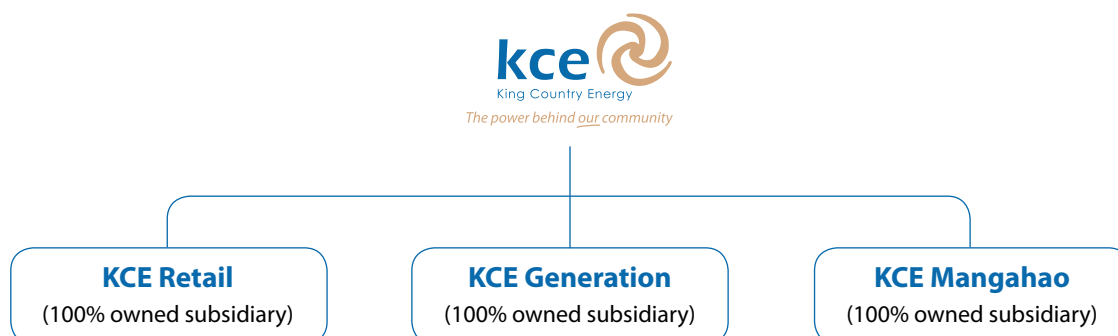 kce
King Country Energy
The power behind our community
KCE Retail
(100% owned subsidiary)
KCE Generation
(100% owned subsidiary)
KCE Mangahao
(100% owned subsidiary)